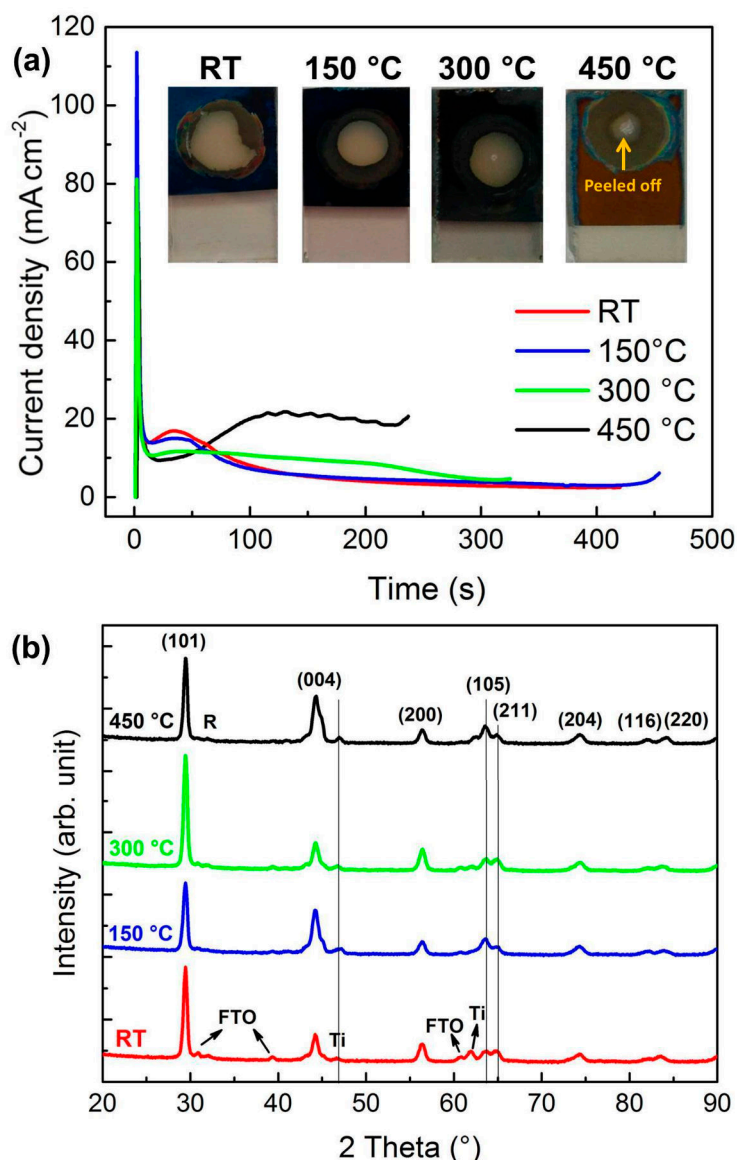 (a)
RT 150 °C 300 °C 450 °C
Peeled off
RT
150°C
300 °C
450 °C
Current density (mA cm⁻²)
120
100
80
60
40
20
0
0 100 200 300 400 500
Time (s)
(b)
(101)
(004)
(200)
(105)
(211)
(204)
(116) (220)
450 °C
R
300 °C
150 °C
RT
FTO
Ti
FTO
Ti
Intensity (arb. unit)
20 30 40 50 60 70 80 90
2 Theta (°)